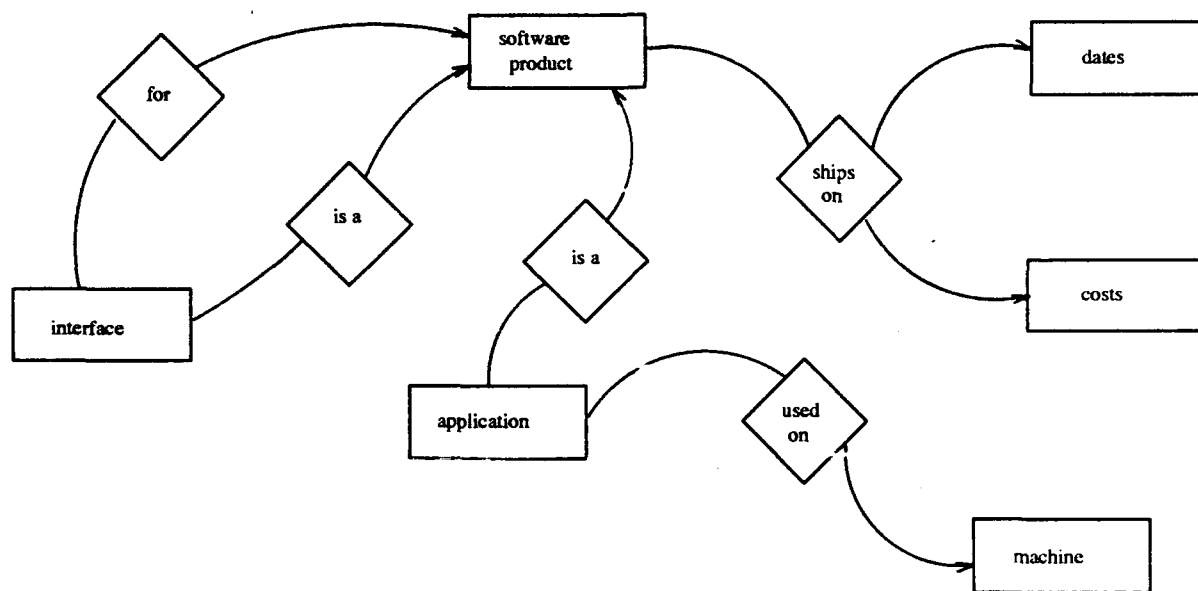 software
product
dates
for
ships
on
is a
is a
costs
interface
application
used
on
machine